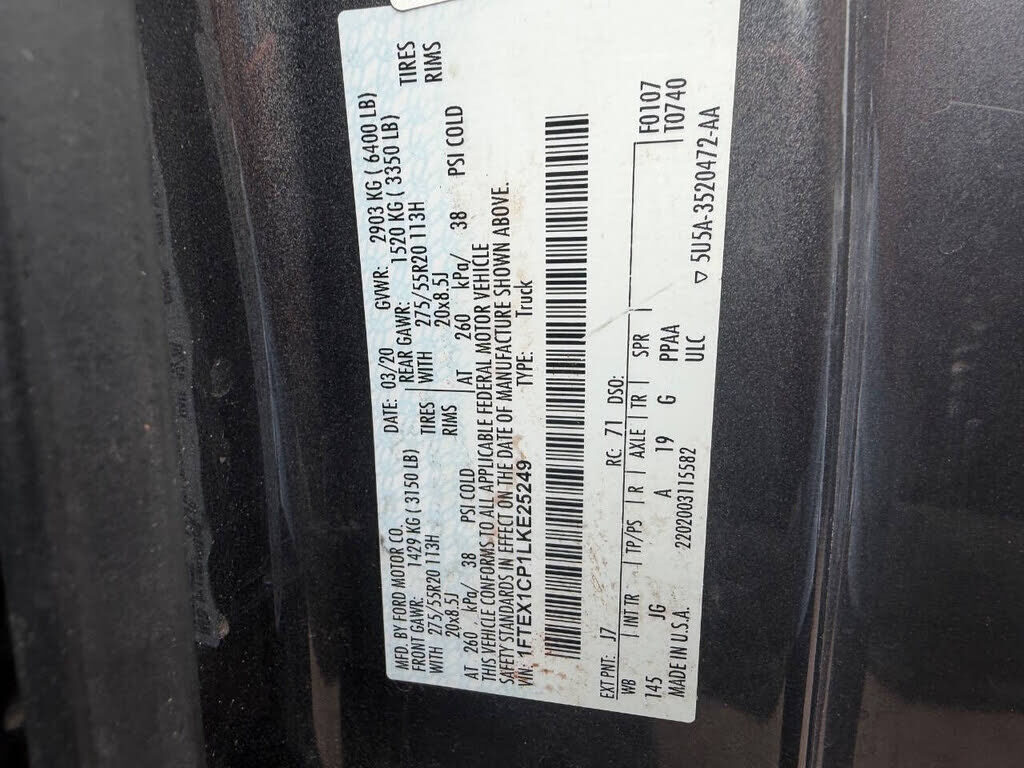 MFD. BY FORD MOTOR CO.
DATE: 03/20 GVWR: 2903 KG ( 6400 LB)
FRONT GAWR: 1429 KG ( 3150 LB) REAR GAWR: 1520 KG ( 3350 LB)
WITH 275/55R20 113H TIRES WITH 275/55R20 113H TIRES
20x8.5J RIMS 20x8.5J RIMS
AT 260 kPa/ 38 PSI COLD AT 260 kPa/ 38 PSI COLD
THIS VEHICLE CONFORMS TO ALL APPLICABLE FEDERAL MOTOR VEHICLE
SAFETY STANDARDS IN EFFECT ON THE DATE OF MANUFACTURE SHOWN ABOVE.
VIN: 1FTEX1CP1LKE25249 TYPE: Truck
EXT PNT: J7 RC: 71 DSO:
WB | INT TR | TP/PS | R | AXLE | TR | SPR | F0107
145 JG A 19 G PPAA T0740
MADE IN U.S.A. 2202003115582 ULC
▽ 5U5A-3520472-AA